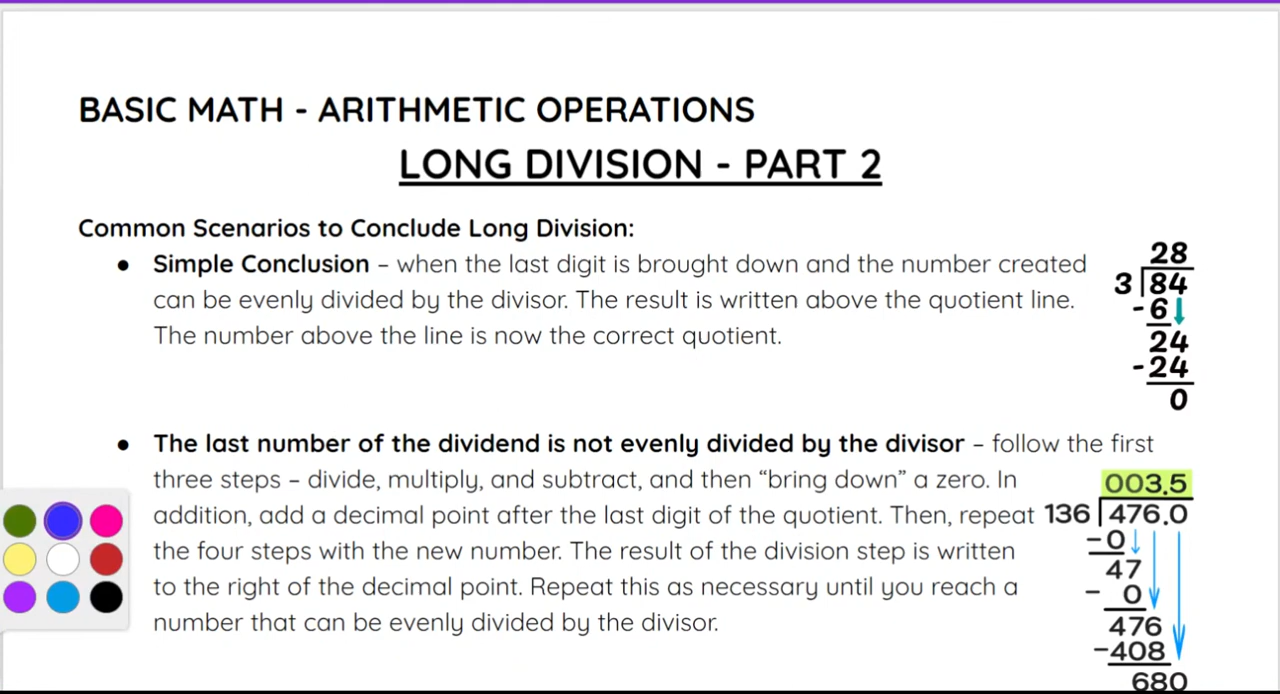 BASIC MATH - ARITHMETIC OPERATIONS
LONG DIVISION - PART 2
Common Scenarios to Conclude Long Division:
● Simple Conclusion – when the last digit is brought down and the number created
can be evenly divided by the divisor. The result is written above the quotient line.
The number above the line is now the correct quotient.
28
3 84
-6
24
-24
0
● The last number of the dividend is not evenly divided by the divisor – follow the first
three steps – divide, multiply, and subtract, and then “bring down” a zero. In
addition, add a decimal point after the last digit of the quotient. Then, repeat
the four steps with the new number. The result of the division step is written
to the right of the decimal point. Repeat this as necessary until you reach a
number that can be evenly divided by the divisor.
003.5
136 476.0
-0
47
- 0
476
-408
680